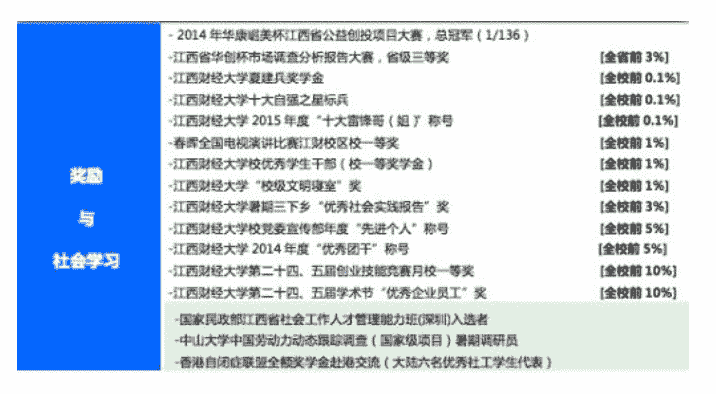 奖励
与
社会学习
- 2014 年华康崐美杯江西省公益创投项目大赛，总冠军（1/136）
-江西省华创杯市场调查分析报告大赛，省级三等奖 [全省前 3%]
-江西财经大学夏建兵奖学金 [全校前 0.1%]
-江西财经大学十大自强之星标兵 [全校前 0.1%]
-江西财经大学 2015 年度“十大雷锋哥（姐）”称号 [全校前 0.1%]
-春晖全国电视演讲比赛江财校区校一等奖 [全校前 1%]
-江西财经大学校优秀学生干部（校一等奖学金） [全校前 1%]
-江西财经大学“校级文明寝室”奖 [全校前 1%]
-江西财经大学暑期三下乡“优秀社会实践报告”奖 [全校前 3%]
-江西财经大学校党委宣传部年度“先进个人”称号 [全校前 5%]
-江西财经大学 2014 年度“优秀团干”称号 [全校前 5%]
-江西财经大学第二十四、五届创业技能竞赛月校一等奖 [全校前 10%]
-江西财经大学第二十四、五届学术节“优秀企业员工”奖 [全校前 10%]
-国家民政部江西省社会工作人才管理能力班(深圳)入选者
-中山大学中国劳动力动态跟踪调查（国家级项目）暑期调研员
-香港自闭症联盟全额奖学金赴港交流（大陆六名优秀社工学生代表）